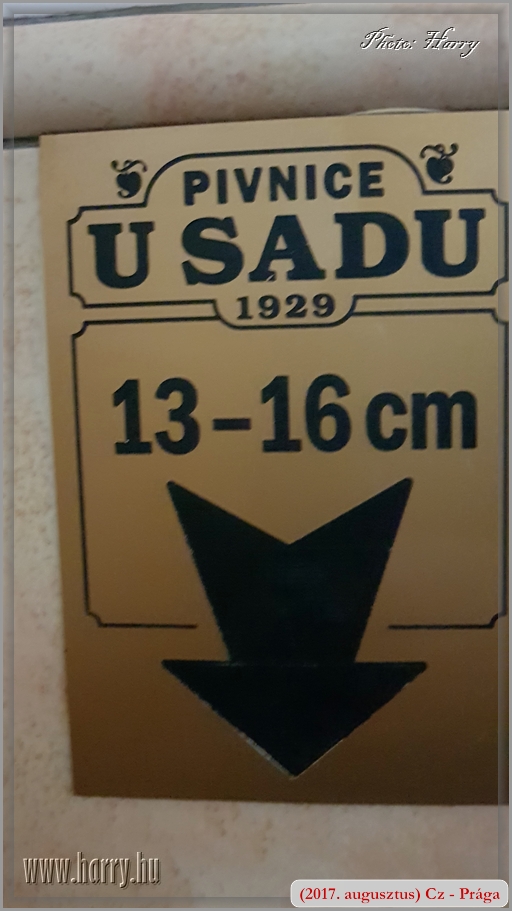 Photo: Harry
PIVNICE
U SADU
1929
13-16 cm
www.harry.hu
(2017. augusztus) Cz - Prága